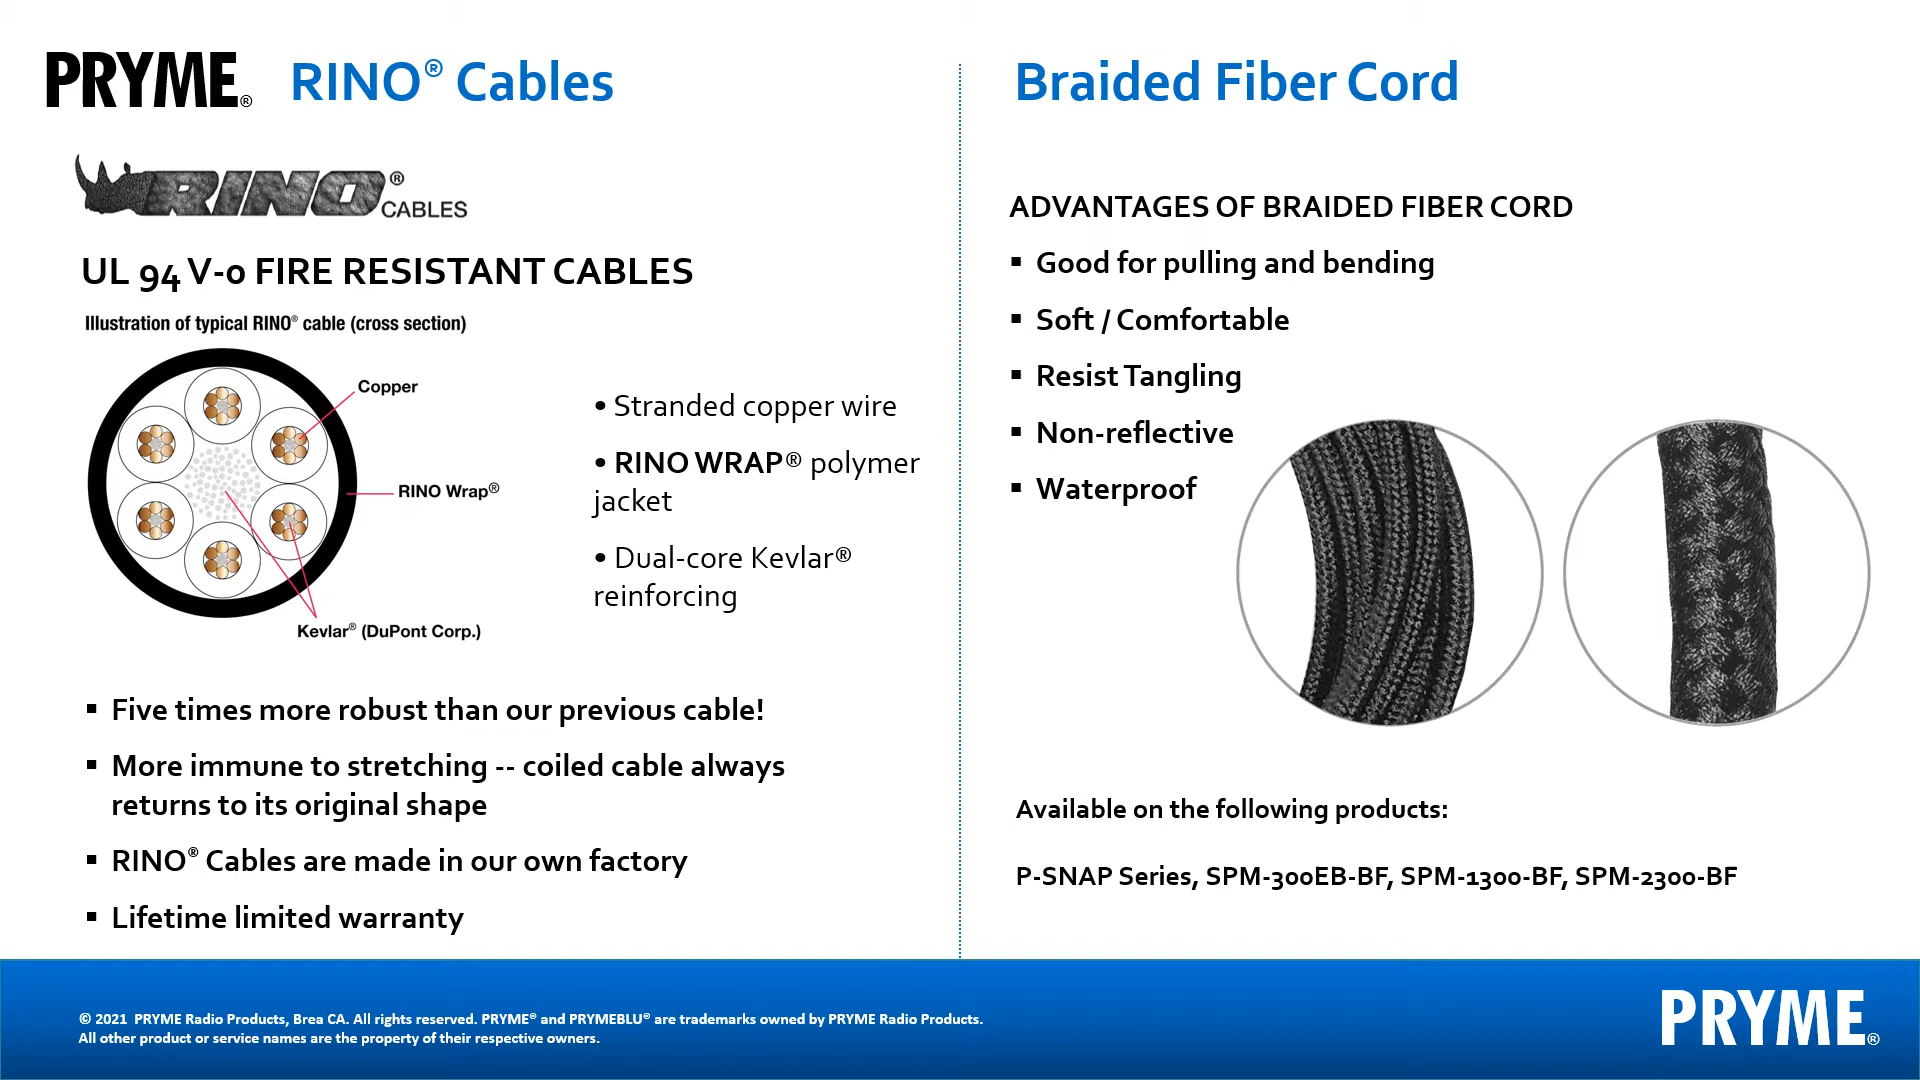 PRYME®
RINO® Cables
RINO®
CABLES
UL 94 V-0 FIRE RESISTANT CABLES
Illustration of typical RINO® cable (cross section)
Copper
RINO Wrap®
Kevlar® (DuPont Corp.)
• Stranded copper wire
• RINO WRAP® polymer
jacket
• Dual-core Kevlar®
reinforcing
▪ Five times more robust than our previous cable!
▪ More immune to stretching -- coiled cable always
returns to its original shape
▪ RINO® Cables are made in our own factory
▪ Lifetime limited warranty
Braided Fiber Cord
ADVANTAGES OF BRAIDED FIBER CORD
▪ Good for pulling and bending
▪ Soft / Comfortable
▪ Resist Tangling
▪ Non-reflective
▪ Waterproof
Available on the following products:
P-SNAP Series, SPM-300EB-BF, SPM-1300-BF, SPM-2300-BF
© 2021 PRYME Radio Products, Brea CA. All rights reserved. PRYME® and PRYMEBLU® are trademarks owned by PRYME Radio Products.
All other product or service names are the property of their respective owners.
PRYME®